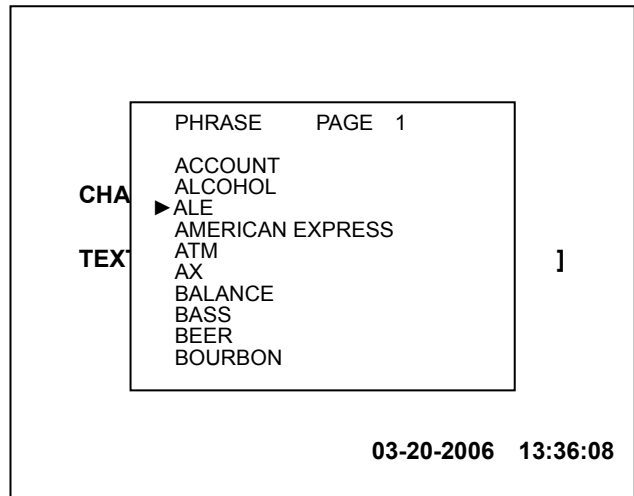 PHRASE PAGE 1
ACCOUNT
ALCOHOL
CHA
►ALE
AMERICAN EXPRESS
ATM
TEXT ]
AX
BALANCE
BASS
BEER
BOURBON
03-20-2006 13:36:08